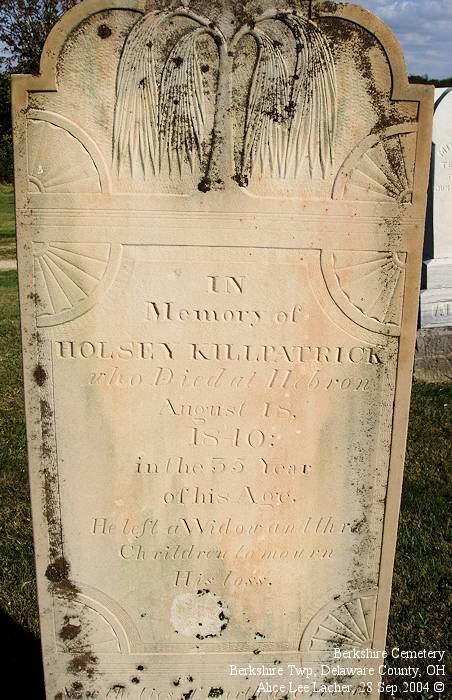 IN
Memory of
HOLSEY KILLPATRICK
who Died at Hebron
August 18,
1840:
in the 35 Year
of his Age.
He left a Widow and thre
Chrildren to mourn
His loss.
Berkshire Cemetery
Berkshire Twp, Delaware County, OH
Alice Lee Lacher, 28 Sep 2004 ©